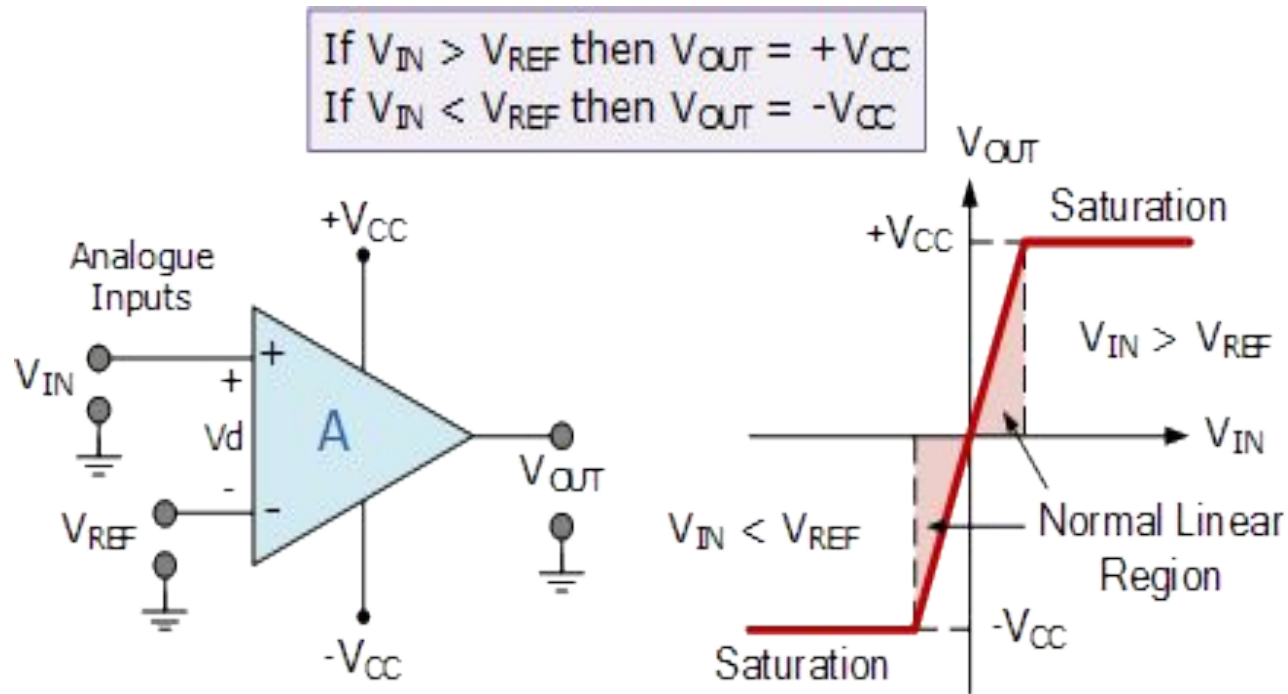 If VIN > VREF then VOUT = +VCC
If VIN < VREF then VOUT = -VCC
+VCC
Analogue
Inputs
VIN
+
+
Vd
A
-
-
VREF
VOUT
-VCC
VOUT
Saturation
+VCC
VIN > VREF
VIN
VIN < VREF
Normal Linear
Region
-VCC
Saturation